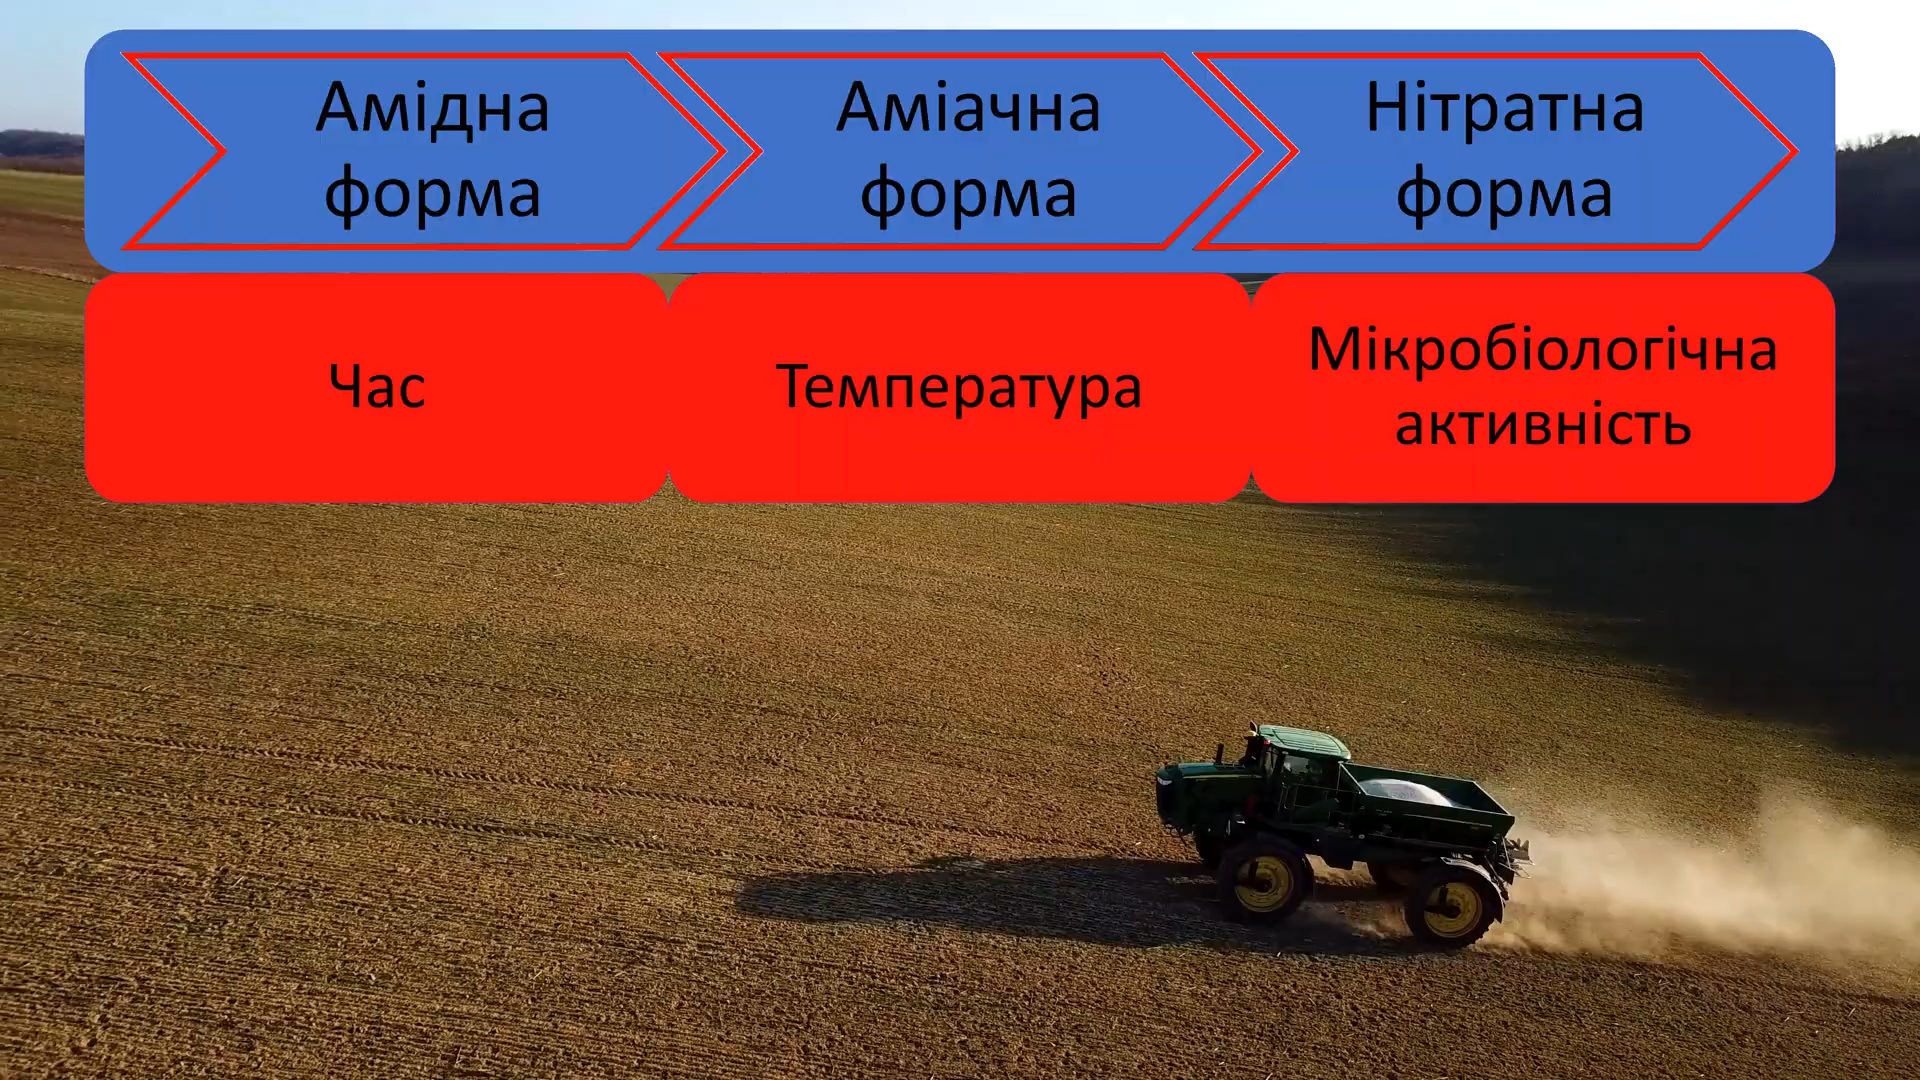 Амідна
форма
Аміачна
форма
Нітратна
форма
Час
Температура
Мікробіологічна
активність